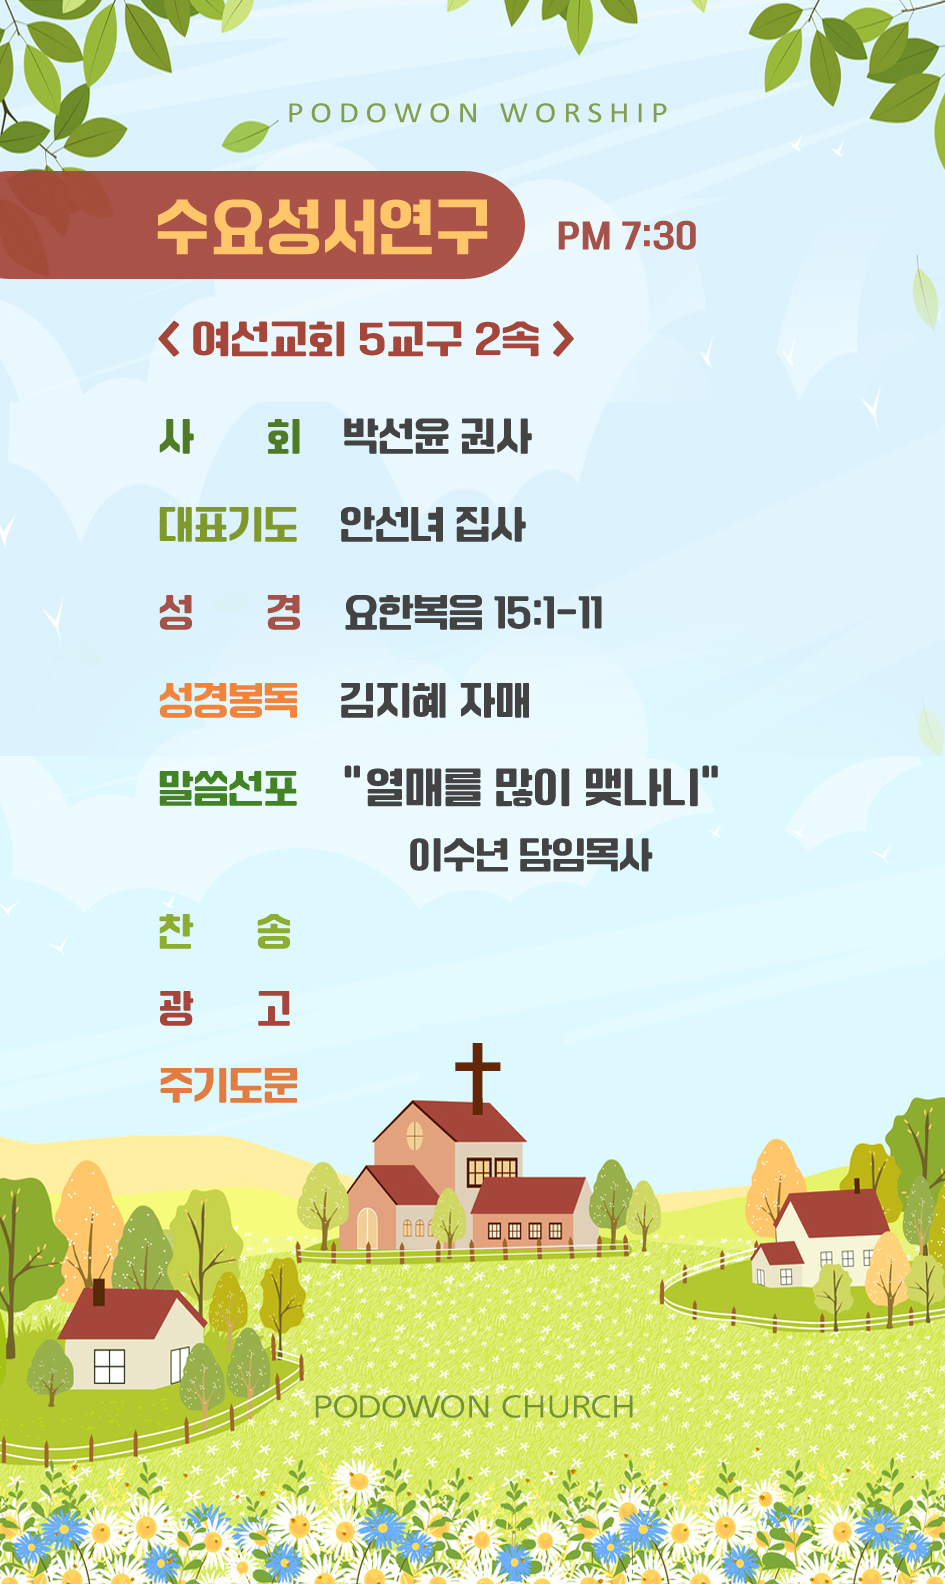 PODOWON WORSHIP
수요성서연구 PM 7:30
< 여선교회 5교구 2속 >
사 회 박선윤 권사
대표기도 안선녀 집사
성 경 요한복음 15:1-11
성경봉독 김지혜 자매
말씀선포 "열매를 많이 맺나니"
이수년 담임목사
찬 송
광 고
주기도문
PODOWON CHURCH